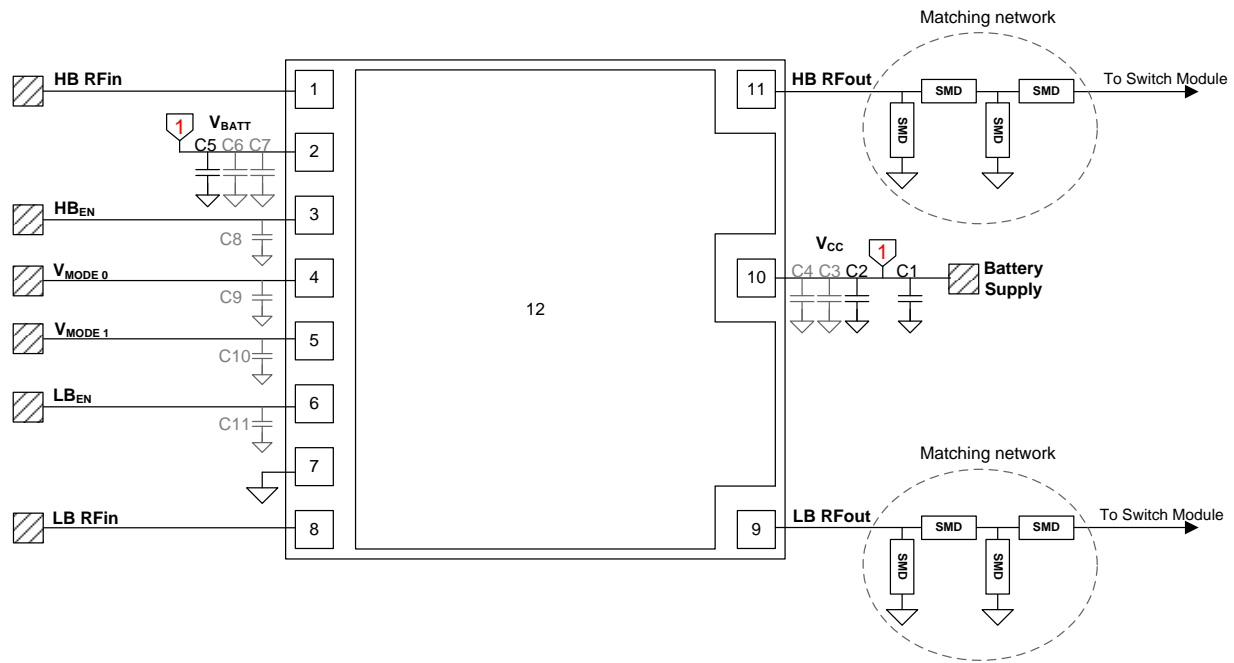 Matching network
HB RFin
1
11
HB RFout
SMD
SMD
To Switch Module
SMD
SMD
1
VBATT
C5 C6 C7
2
HBEN
3
C8
VMODE 0
4
C9
VCC
1
C4 C3 C2 C1
10
Battery
Supply
12
VMODE 1
5
C10
LBEN
6
C11
7
Matching network
LB RFin
8
9
LB RFout
SMD
SMD
To Switch Module
SMD
SMD